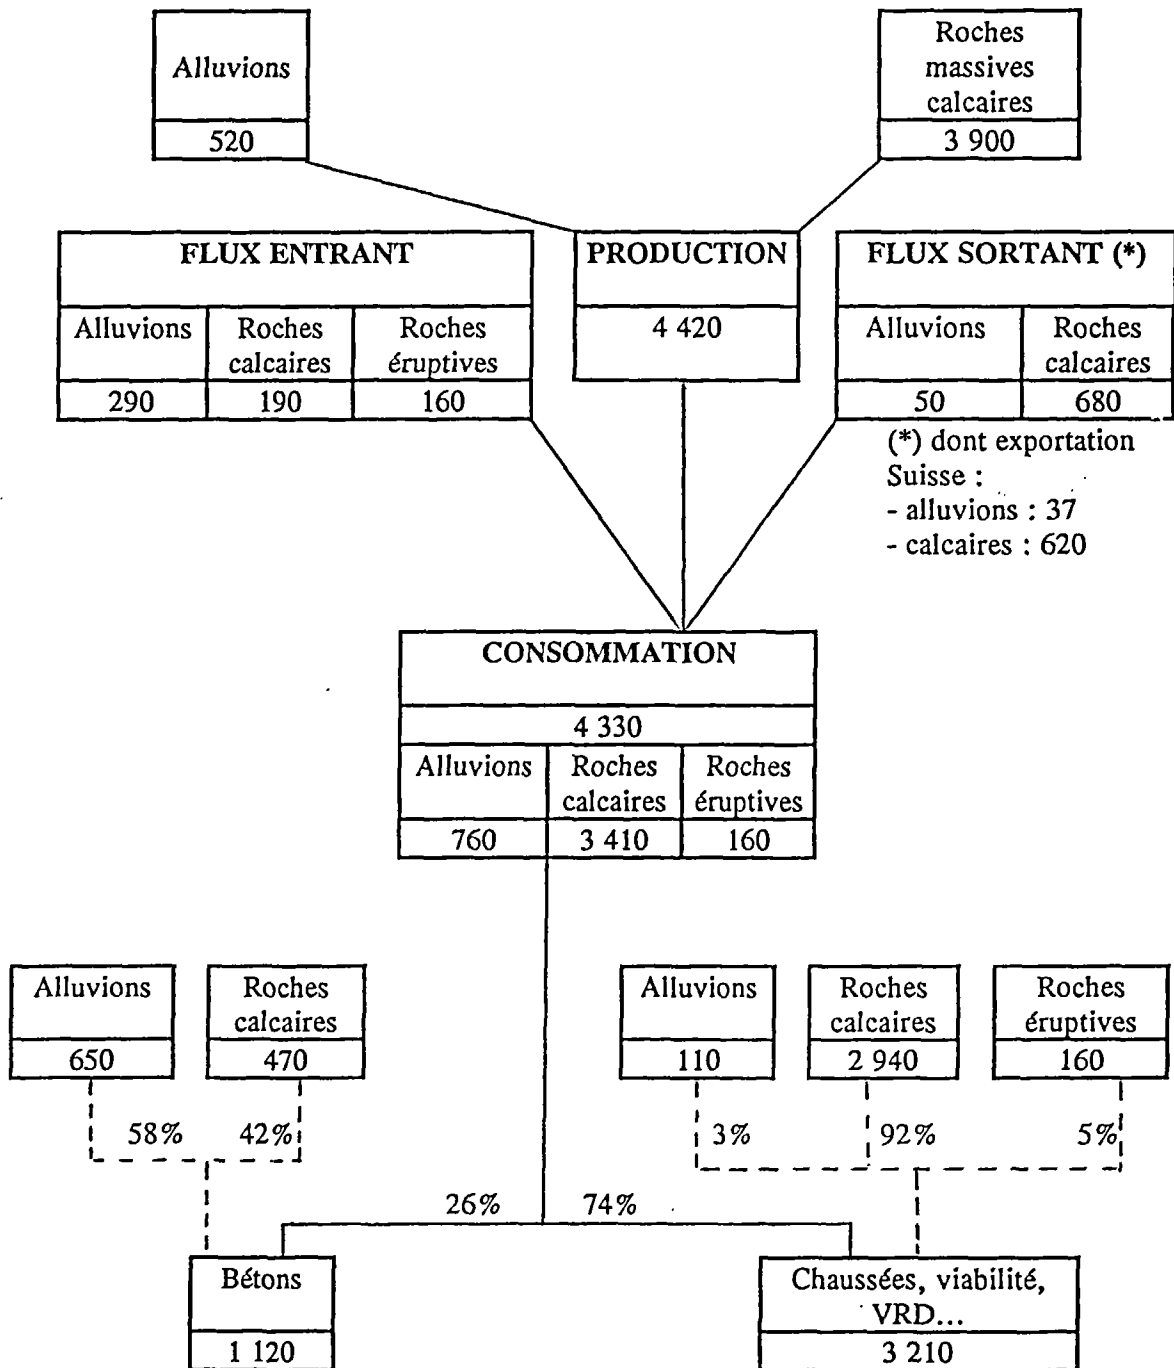 Alluvions
520
Roches
massives
calcaires
3 900
FLUX ENTRANT
Alluvions
Roches
calcaires
Roches
éruptives
290
190
160
PRODUCTION
4 420
FLUX SORTANT (*)
Alluvions
Roches
calcaires
50
680
(*) dont exportation
Suisse :
- alluvions : 37
- calcaires : 620
CONSOMMATION
4 330
Alluvions
Roches
calcaires
Roches
éruptives
760
3 410
160
Alluvions
650
Roches
calcaires
470
58%
42%
Alluvions
110
Roches
calcaires
2 940
Roches
éruptives
160
3%
92%
5%
26%
74%
Bétons
1 120
Chaussées, viabilité,
VRD...
3 210